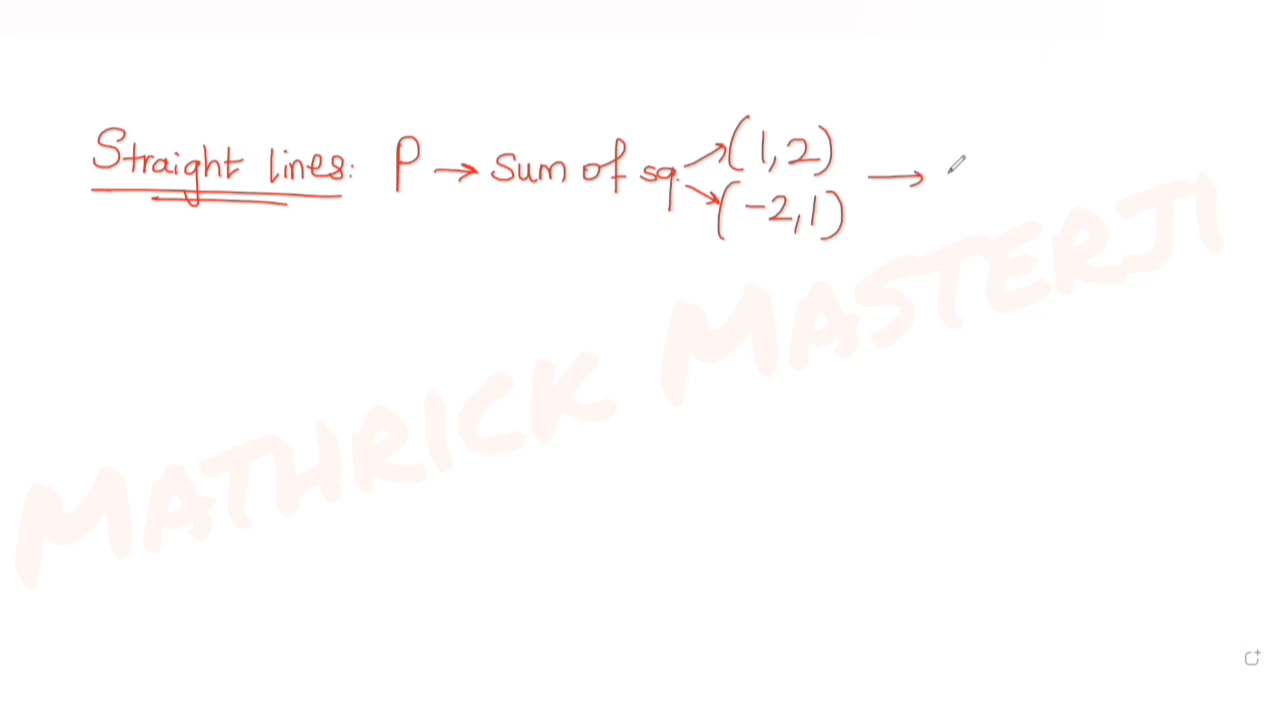 Straight lines: P → Sum of sq. → (1,2) →
→ (-2,1)
MATHRICK MASTERJI